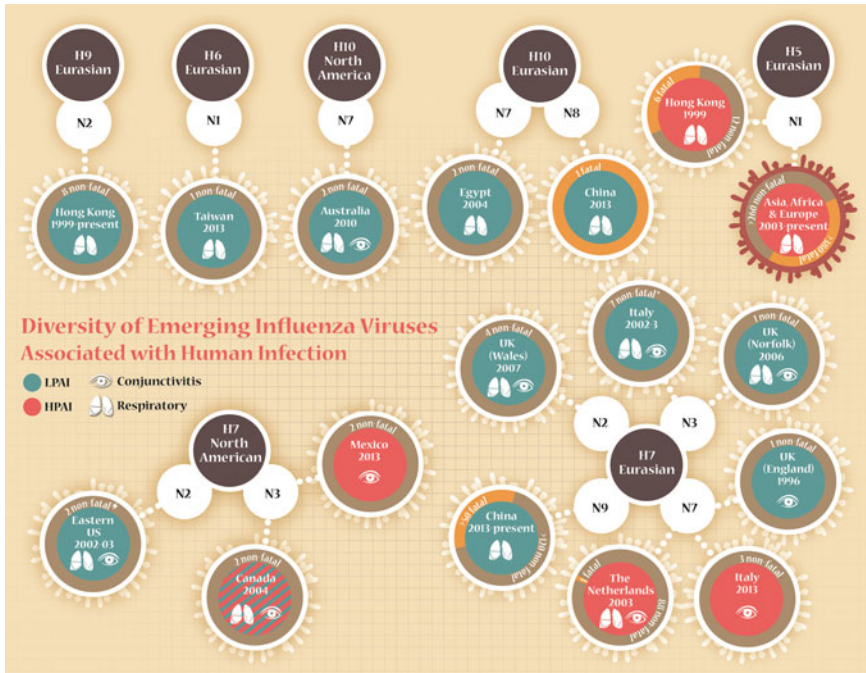 H9
Eurasian
N2
8 non-fatal
Hong Kong
1999-present
H6
Eurasian
N1
1 non-fatal
Taiwan
2013
H10
North
America
N7
2 non-fatal
Australia
2010
H10
Eurasian
N7
N8
2 non-fatal
Egypt
2004
1 fatal
China
2013
H5
Eurasian
N1
6 fatal
12 non-fatal
Hong Kong
1999
>260 non-fatal
Asia, Africa
& Europe
2003-present
Diversity of Emerging Influenza Viruses
Associated with Human Infection
LPAI
Conjunctivitis
HPAI
Respiratory
H7
North
American
N2
N3
2 non-fatal*
Eastern
US
2002-03
2 non-fatal
Mexico
2013
2 non-fatal
Canada
2004
H7
Eurasian
N2
N3
N9
N7
4 non-fatal
UK
(Wales)
2007
7 non-fatal*
Italy
2002-3
1 non-fatal
UK
(Norfolk)
2006
1 non-fatal
UK
(England)
1996
China
2013-present
1 fatal
88 non-fatal
The
Netherlands
2003
3 non-fatal
Italy
2013